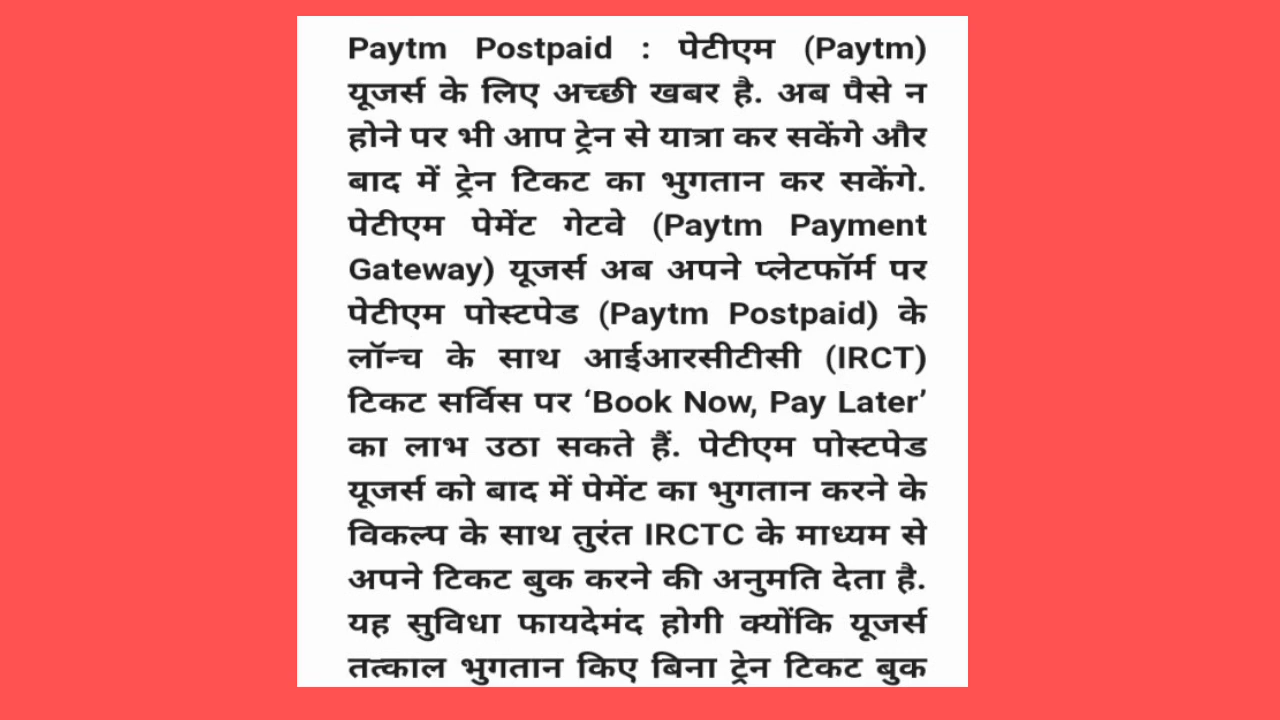 Paytm Postpaid : पेटीएम (Paytm)
यूजर्स के लिए अच्छी खबर है. अब पैसे न
होने पर भी आप ट्रेन से यात्रा कर सकेंगे और
बाद में ट्रेन टिकट का भुगतान कर सकेंगे.
पेटीएम पेमेंट गेटवे (Paytm Payment
Gateway) यूजर्स अब अपने प्लेटफॉर्म पर
पेटीएम पोस्टपेड (Paytm Postpaid) के
लॉन्च के साथ आईआरसीटीसी (IRCT)
टिकट सर्विस पर ‘Book Now, Pay Later’
का लाभ उठा सकते हैं. पेटीएम पोस्टपेड
यूजर्स को बाद में पेमेंट का भुगतान करने के
विकल्प के साथ तुरंत IRCTC के माध्यम से
अपने टिकट बुक करने की अनुमति देता है.
यह सुविधा फायदेमंद होगी क्योंकि यूजर्स
तत्काल भुगतान किए बिना ट्रेन टिकट बुक